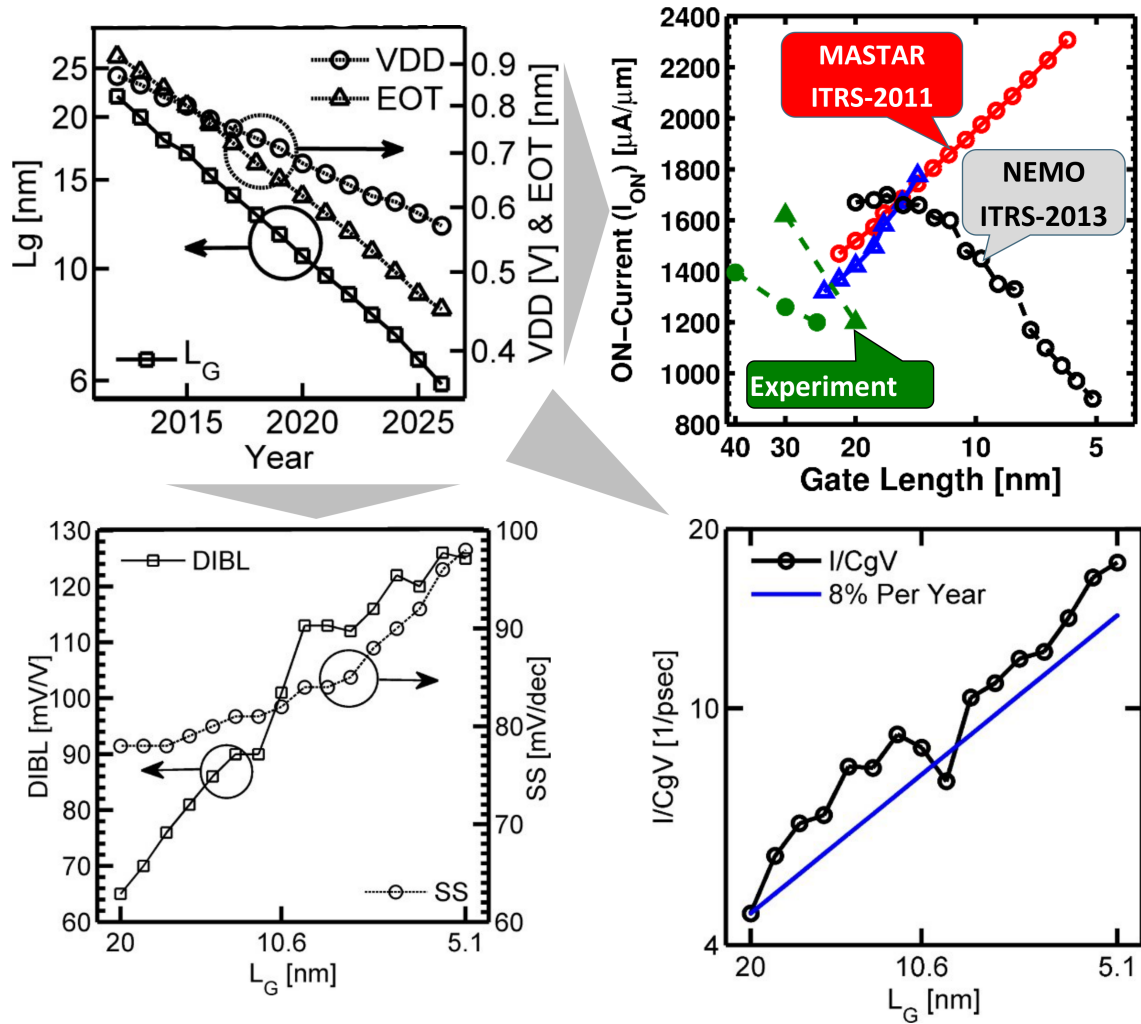 25
20
15
10
6
Lg [nm]
VDD
EOT
L_G
0.9
0.8
0.7
0.6
0.5
0.4
VDD [V] & EOT [nm]
2015
2020
2025
Year
2400
2200
2000
1800
1600
1400
1200
1000
800
ON-Current (I_ON) [μA/μm]
MASTAR
ITRS-2011
NEMO
ITRS-2013
Experiment
40
30
20
10
5
Gate Length [nm]
130
120
110
100
90
80
70
60
DIBL [mV/V]
DIBL
SS
100
90
80
70
60
SS [mV/dec]
20
10.6
5.1
L_G [nm]
20
10
4
I/CgV [1/psec]
I/CgV
8% Per Year
20
10.6
5.1
L_G [nm]